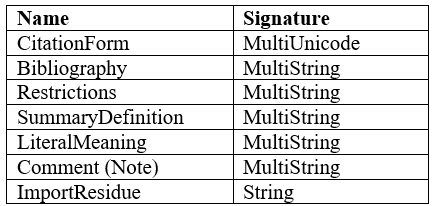 Name Signature
CitationForm MultiUnicode
Bibliography MultiString
Restrictions MultiString
SummaryDefinition MultiString
LiteralMeaning MultiString
Comment (Note) MultiString
ImportResidue String